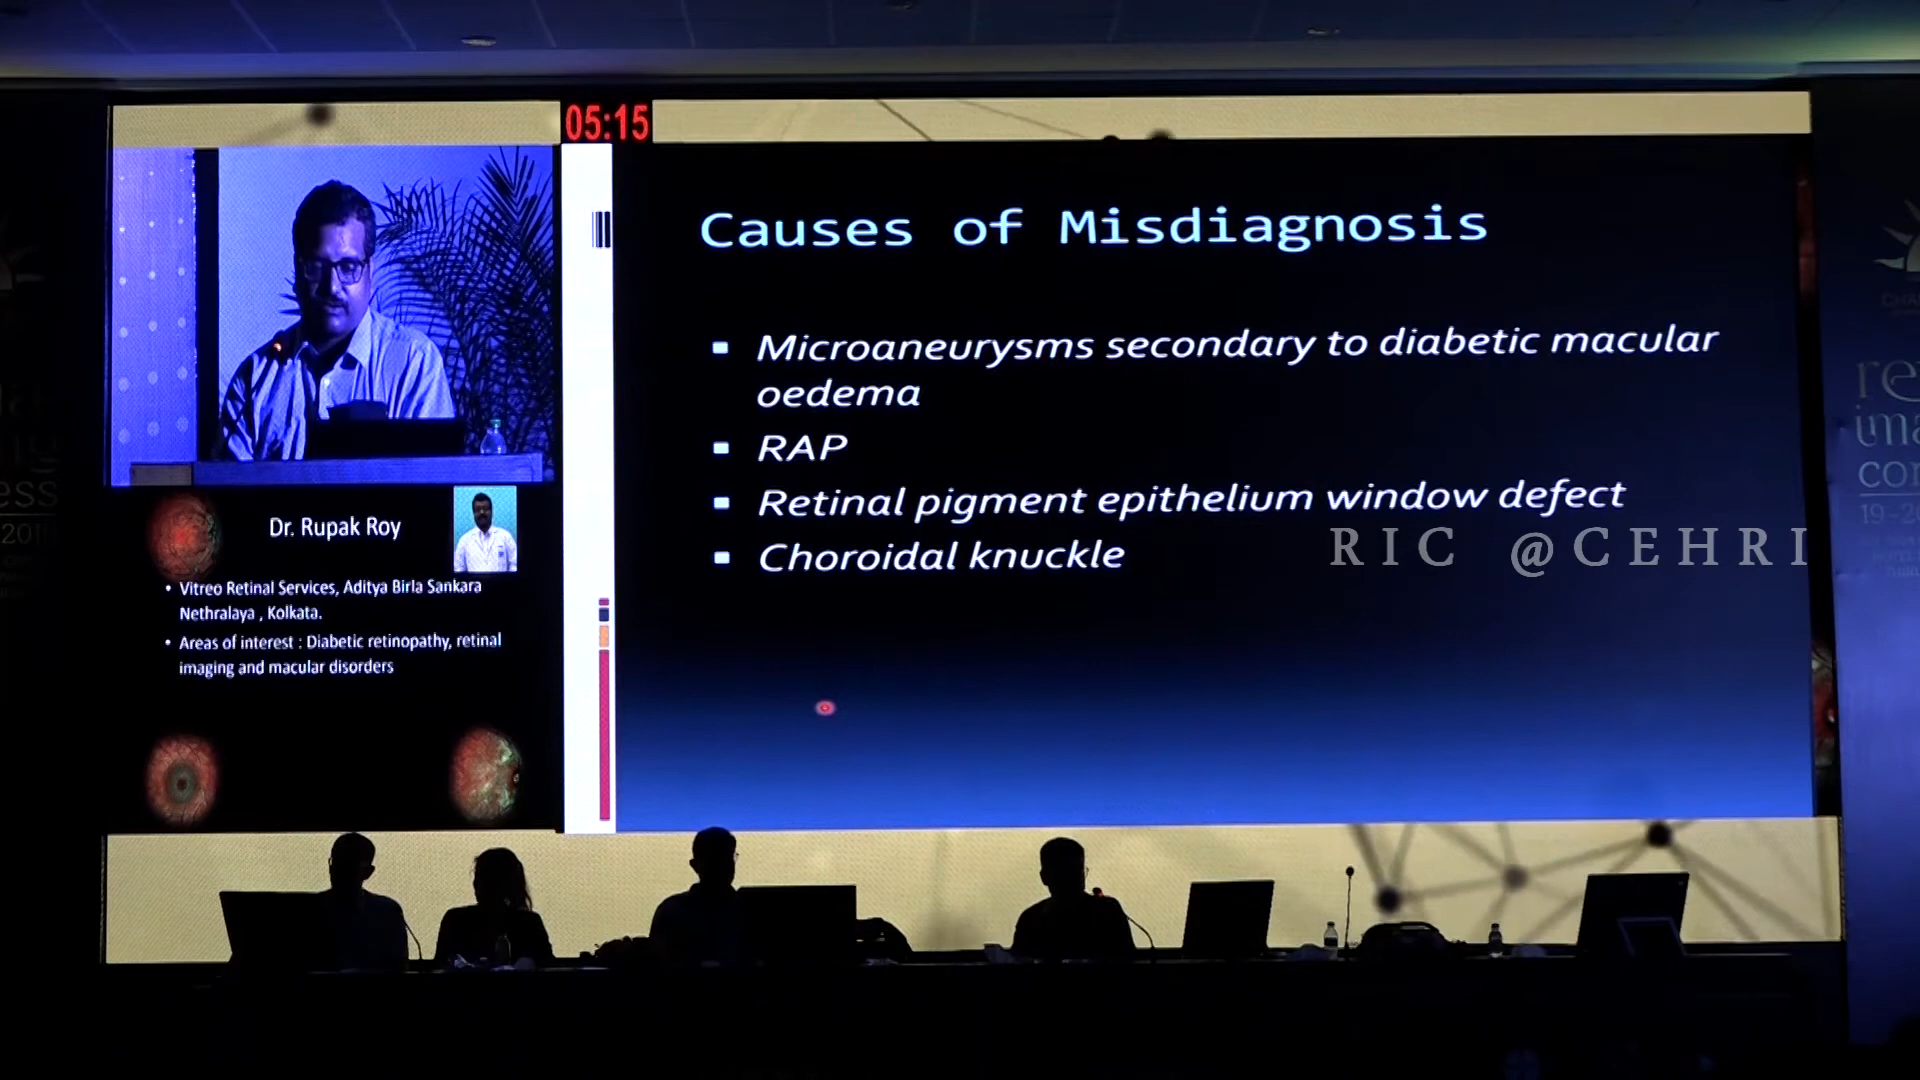 05:15
Causes of Misdiagnosis
▪ Microaneurysms secondary to diabetic macular
oedema
▪ RAP
▪ Retinal pigment epithelium window defect
▪ Choroidal knuckle
RIC @CEHRI
Dr. Rupak Roy
• Vitreo Retinal Services, Aditya Birla Sankara
Nethralaya , Kolkata.
• Areas of interest : Diabetic retinopathy, retinal
imaging and macular disorders